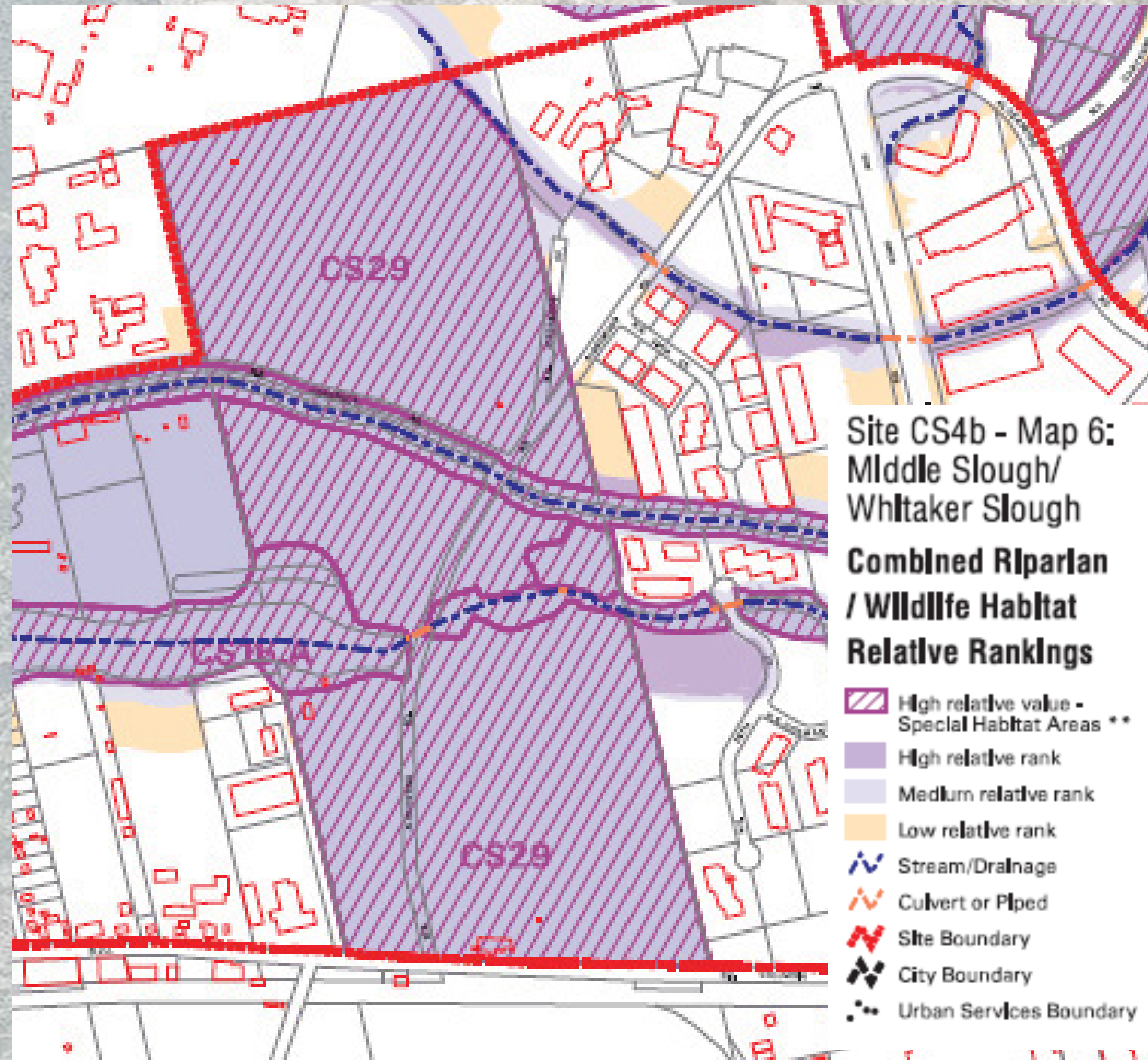 CS29
CS29
Site CS4b - Map 6:
Middle Slough/
Whitaker Slough
Combined Riparian
/ Wildlife Habitat
Relative Rankings
High relative value -
Special Habitat Areas **
High relative rank
Medium relative rank
Low relative rank
Stream/Drainage
Culvert or Piped
Site Boundary
City Boundary
Urban Services Boundary